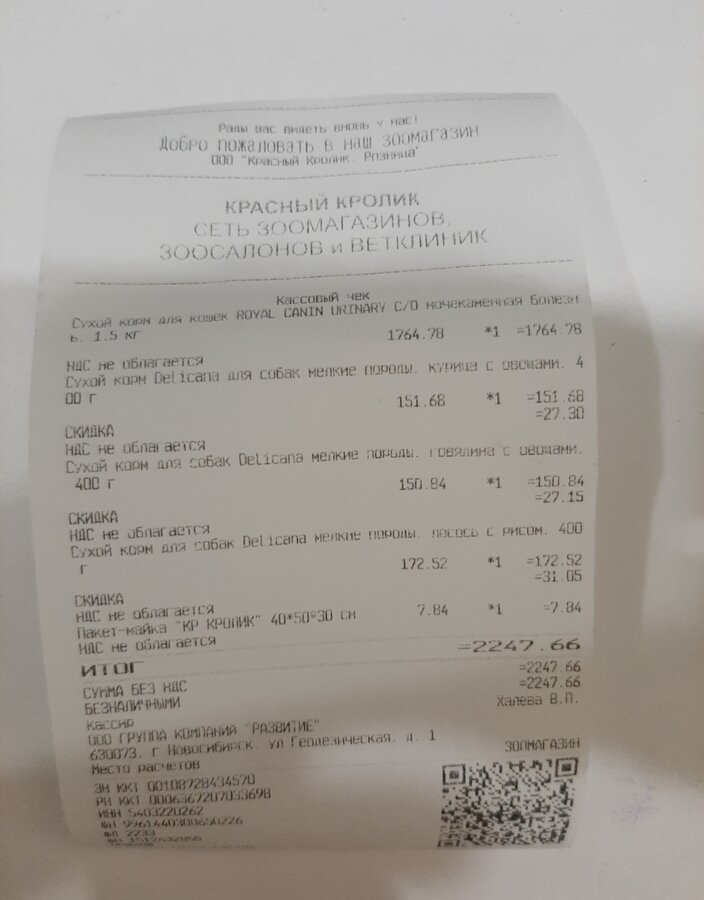 Рады вас видеть вновь у нас!
Добро пожаловать в наш зоомагазин
ООО "Красный Кролик. Розница"
КРАСНЫЙ КРОЛИК
СЕТЬ ЗООМАГАЗИНОВ,
ЗООСАЛОНОВ и ВЕТКЛИНИК
Кассовый чек
Сухой корм для кошек ROYAL CANIN URINARY С/О мочекаменная болезн
ь. 1.5 кг 1764.78 *1 =1764.78
НДС не облагается
Сухой корм Delicana для собак мелкие породы. курица с овощами. 4
00 г 151.68 *1 =151.68
=27.30
СКИДКА
НДС не облагается
Сухой корм для собак Delicana мелкие породы. говядина с овощами.
400 г 150.84 *1 =150.84
=27.15
СКИДКА
НДС не облагается
Сухой корм для собак Delicana мелкие породы. лосось с рисом. 400
г 172.52 *1 =172.52
=31.05
СКИДКА
НДС не облагается 7.84 *1 =7.84
Пакет-майка "КР КРОЛИК" 40*50*30 см
НДС не облагается
ИТОГ =2247.66
СУММА БЕЗ НДС =2247.66
БЕЗНАЛИЧНЫМИ =2247.66
Кассир Халева В.П.
ООО ГРУППА КОМПАНИЙ "РАЗВИТИЕ"
630073. г Новосибирск. ул Геодезическая. д. 1
Место расчетов ЗООМАГАЗИН
ЗН ККТ 00108728434570
РН ККТ 0006367207033698
ИНН 5403220262
ФН 9961440300650226
ФД 2233